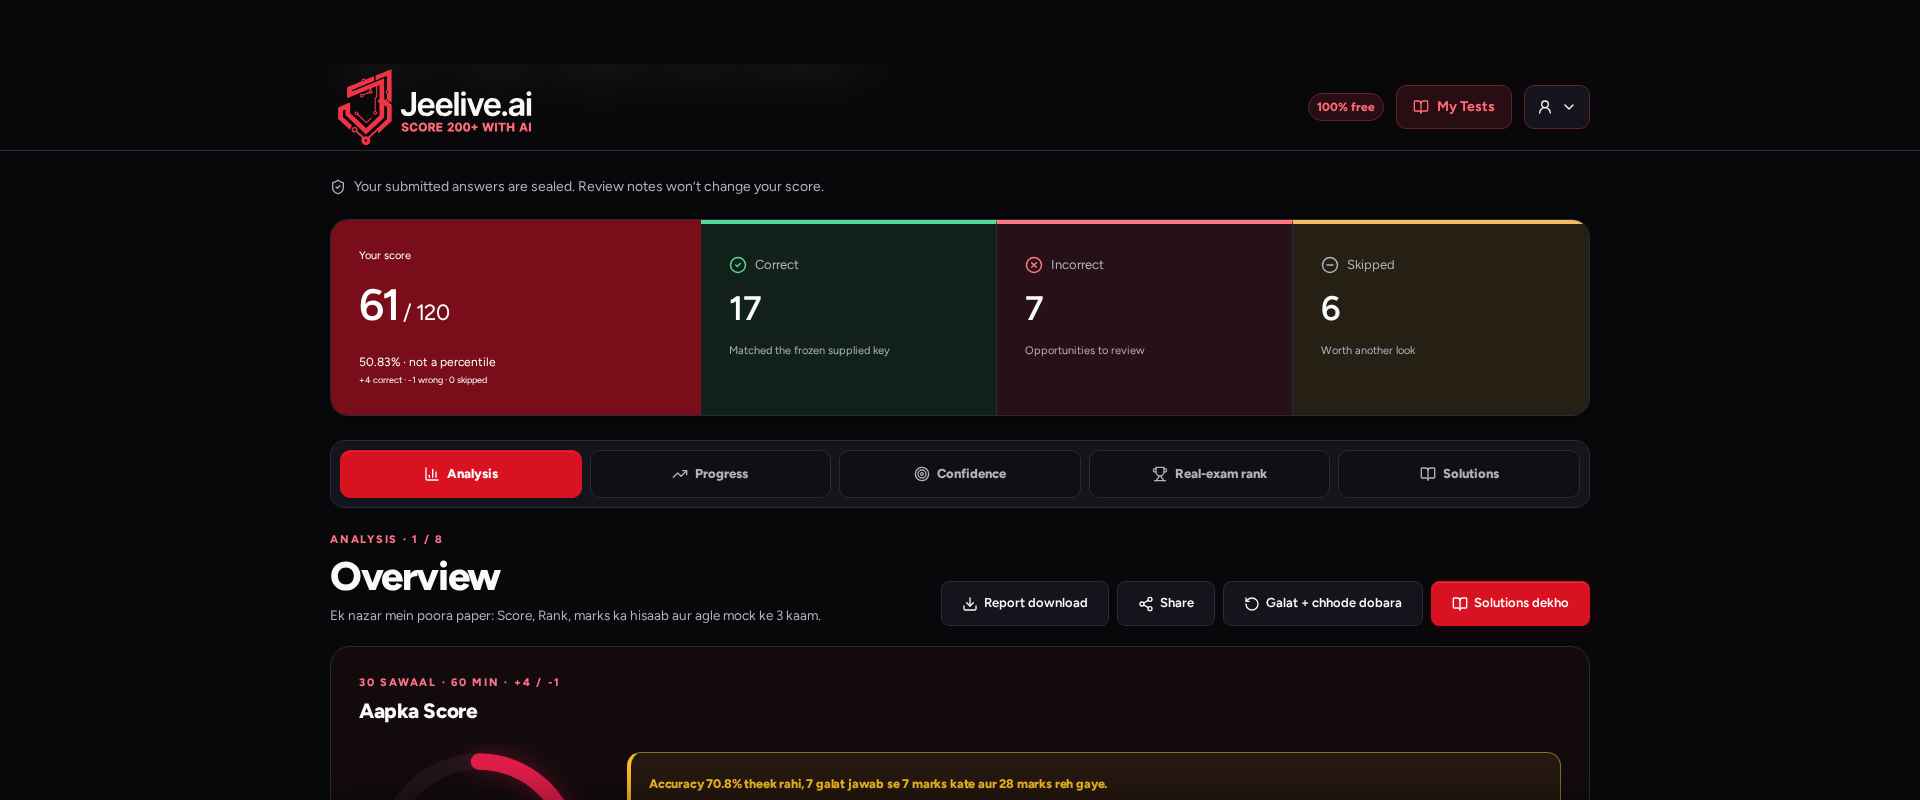 Jeelive.ai
SCORE 200+ WITH AI
100% free
My Tests
Your submitted answers are sealed. Review notes won't change your score.
Your score
61 / 120
50.83% · not a percentile
+4 correct · -1 wrong · 0 skipped
Correct
17
Matched the frozen supplied key
Incorrect
7
Opportunities to review
Skipped
6
Worth another look
Analysis
Progress
Confidence
Real-exam rank
Solutions
ANALYSIS · 1 / 8
Overview
Ek nazar mein poora paper: Score, Rank, marks ka hisaab aur agle mock ke 3 kaam.
Report download
Share
Galat + chhode dobara
Solutions dekho
30 SAWAAL · 60 MIN · +4 / -1
Aapka Score
Accuracy 70.8% theek rahi, 7 galat jawab se 7 marks kate aur 28 marks reh gaye.